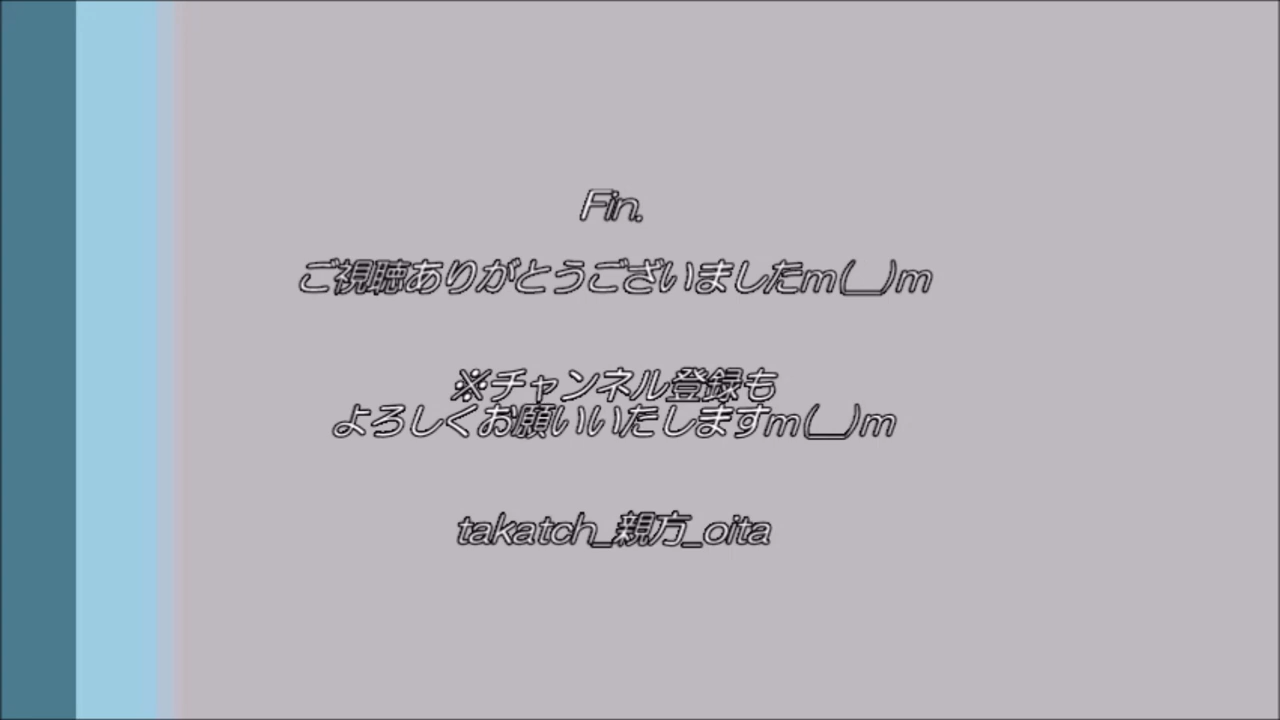 Fin.
ご視聴ありがとうございましたm(__)m
※チャンネル登録も
よろしくお願いいたしますm(__)m
takatch_親方_oita